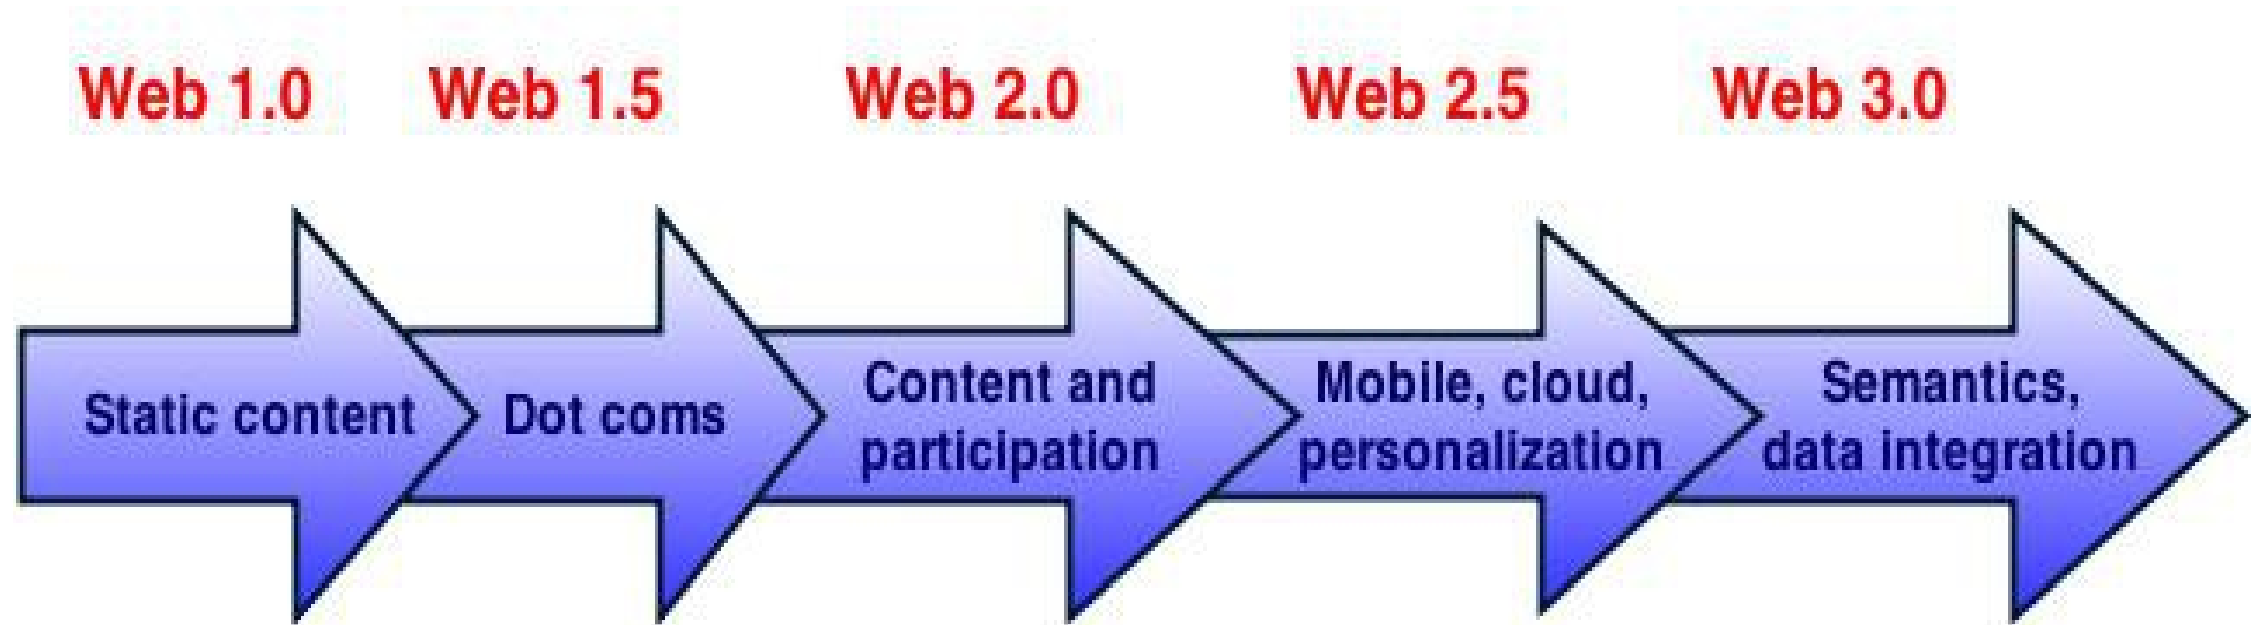 Web 1.0
Web 1.5
Web 2.0
Web 2.5
Web 3.0
Static content
Dot coms
Content and
participation
Mobile, cloud,
personalization
Semantics,
data integration